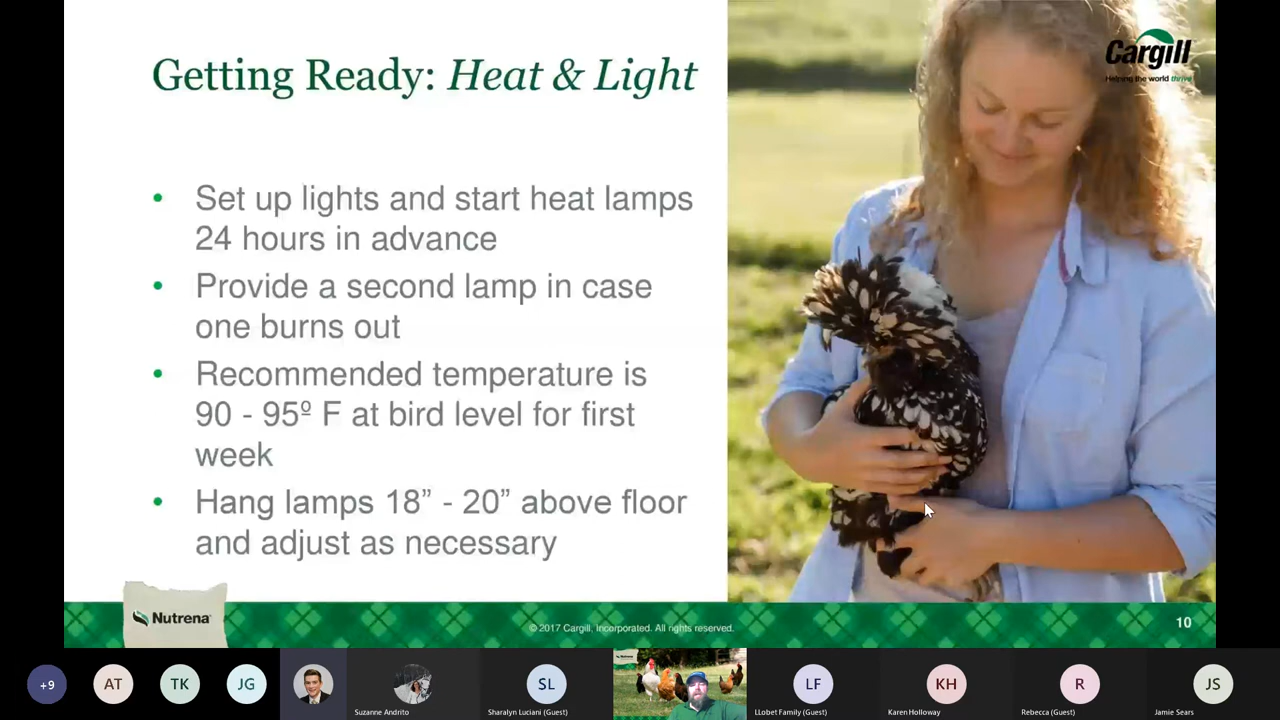 Getting Ready: Heat & Light
Cargill
Helping the world thrive
• Set up lights and start heat lamps
24 hours in advance
• Provide a second lamp in case
one burns out
• Recommended temperature is
90 - 95º F at bird level for first
week
• Hang lamps 18” - 20” above floor
and adjust as necessary
Nutrena
© 2017 Cargill, Incorporated. All rights reserved.
10
+9
AT
TK
JG
Suzanne Andrito
SL
Sharalyn Luciani (Guest)
Nutrena
LF
LLobet Family (Guest)
KH
Karen Holloway
R
Rebecca (Guest)
JS
Jamie Sears